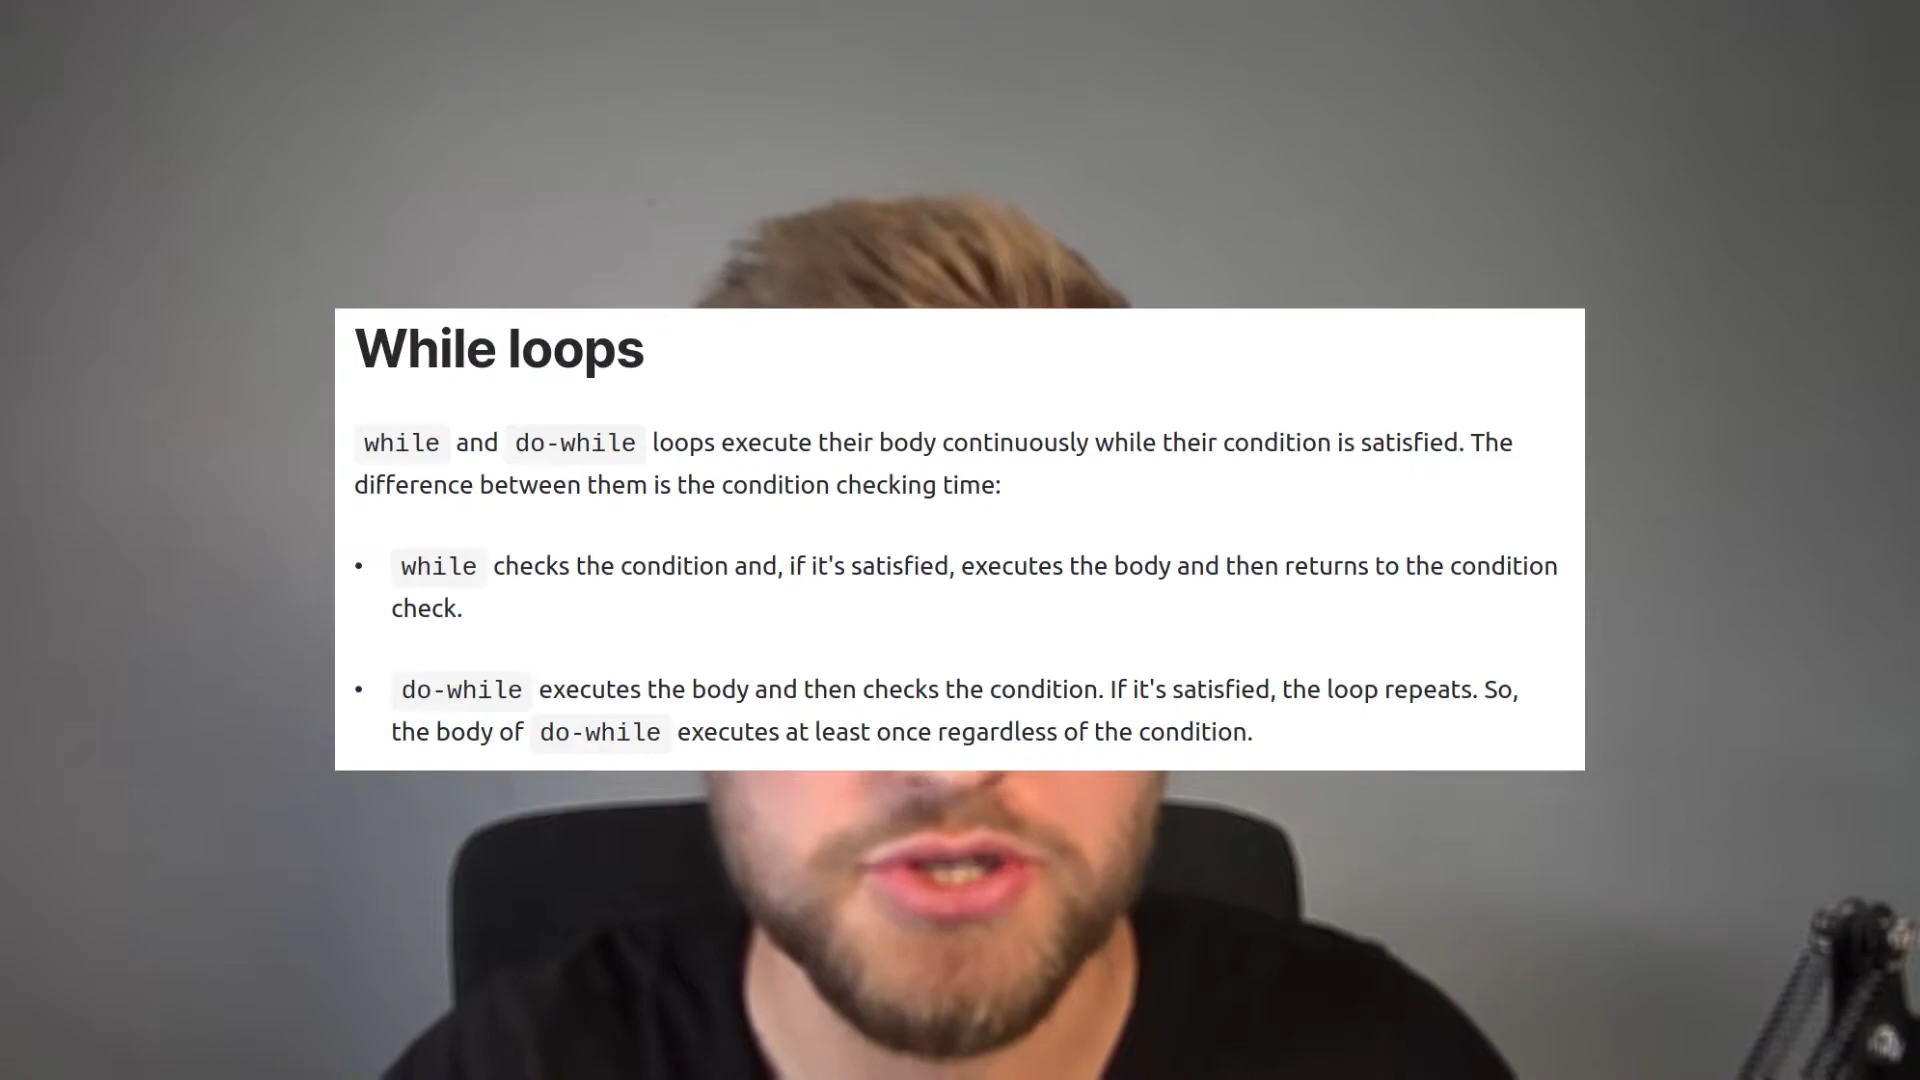 While loops
while and do-while loops execute their body continuously while their condition is satisfied. The
difference between them is the condition checking time:
• while checks the condition and, if it's satisfied, executes the body and then returns to the condition
check.
• do-while executes the body and then checks the condition. If it's satisfied, the loop repeats. So,
the body of do-while executes at least once regardless of the condition.